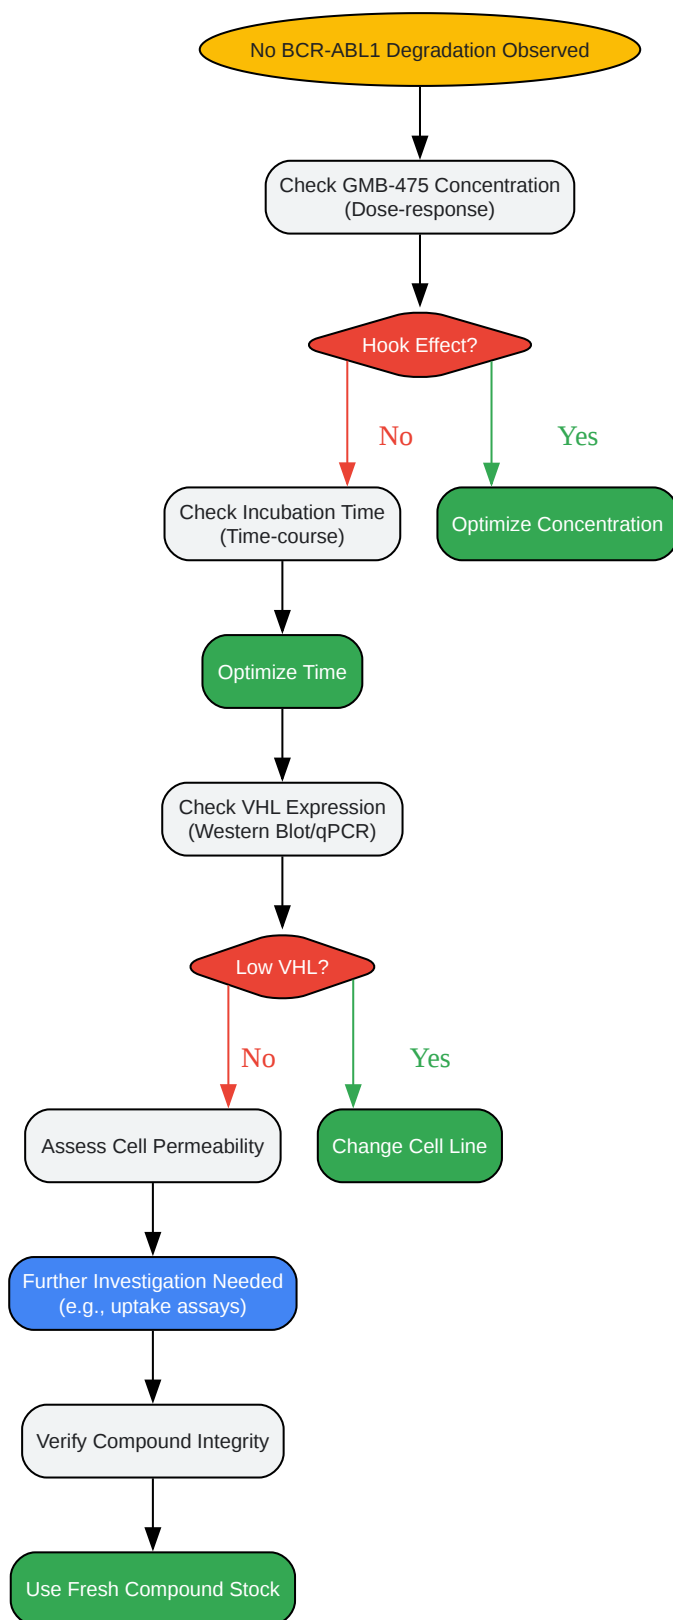 No BCR-ABL1 Degradation Observed
Check GMB-475 Concentration
(Dose-response)
Hook Effect?
No
Yes
Check Incubation Time
(Time-course)
Optimize Concentration
Optimize Time
Check VHL Expression
(Western Blot/qPCR)
Low VHL?
No
Yes
Assess Cell Permeability
Change Cell Line
Further Investigation Needed
(e.g., uptake assays)
Verify Compound Integrity
Use Fresh Compound Stock